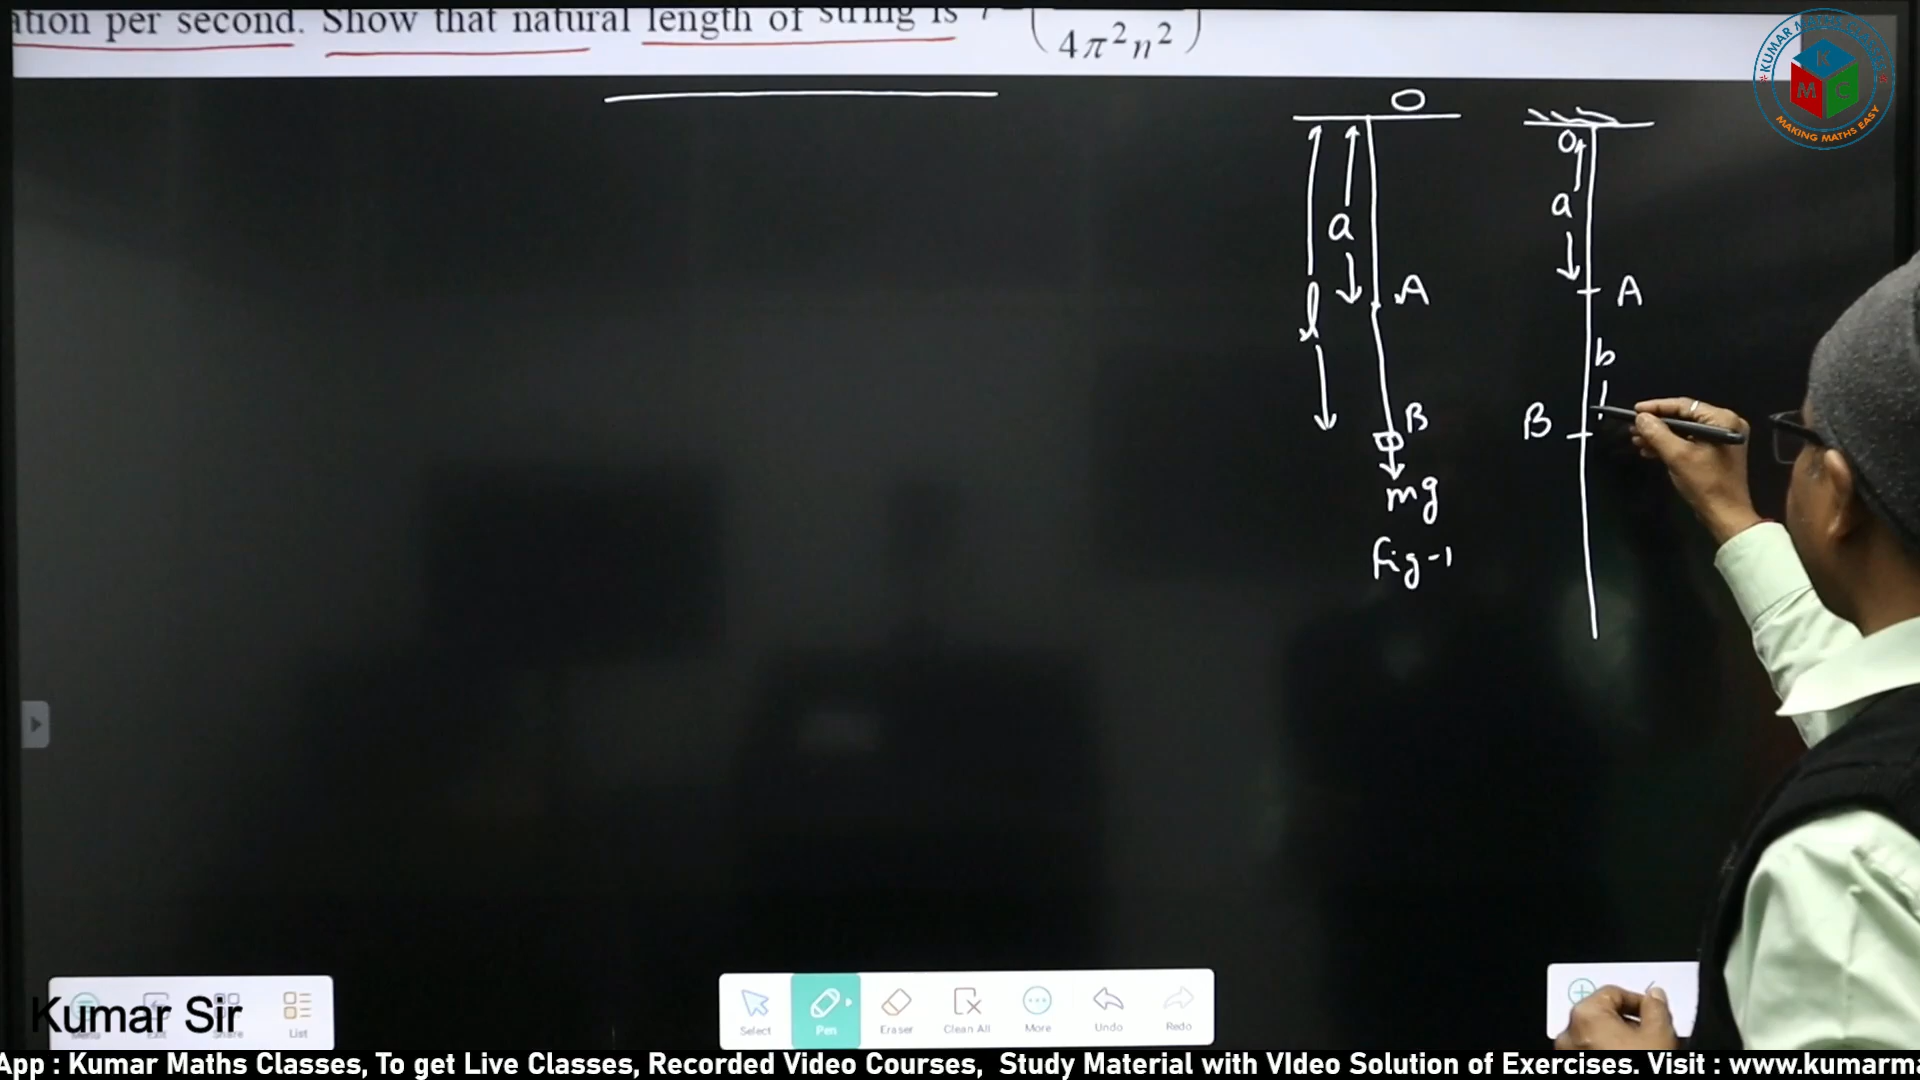 ation per second. Show that natural length of string is
4π²n²
KUMAR MATHS CLASSES
K
M C
MAKING MATHS EASY
O
O
a
a
A
A
l
b
B
B
mg
Fig-1
Kumar Sir
Menu
Share
List
Select
Pen
Eraser
Clean All
More
Undo
Redo
App : Kumar Maths Classes, To get Live Classes, Recorded Video Courses, Study Material with VIdeo Solution of Exercises. Visit : www.kumarma